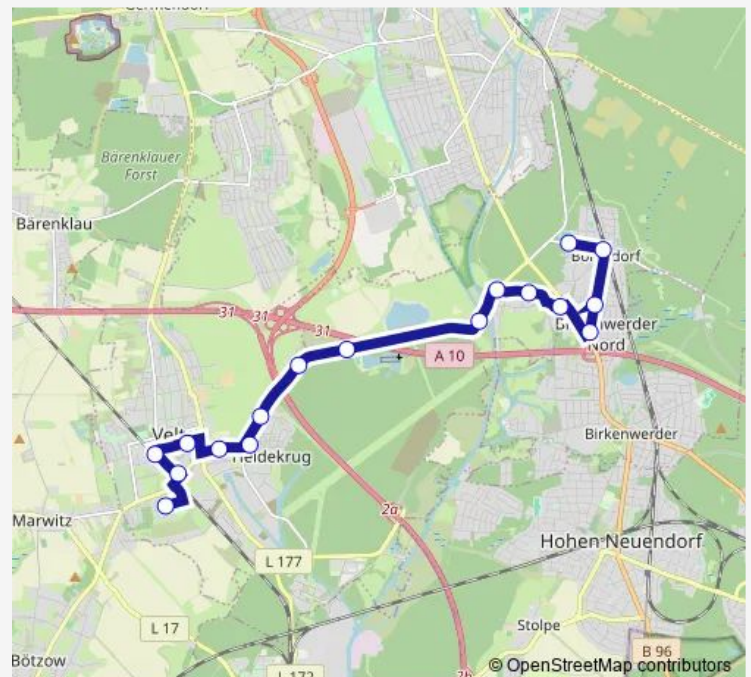 Bärenklauer
Forst
Bärenklau
31
31
31
A 10
Nord
Birkenwerder
Heidekrug
Marwitz
2a
Hohen Neuendorf
L 177
L 17
Stolpe
Bötzow
B 96
© OpenStreetMap contributors